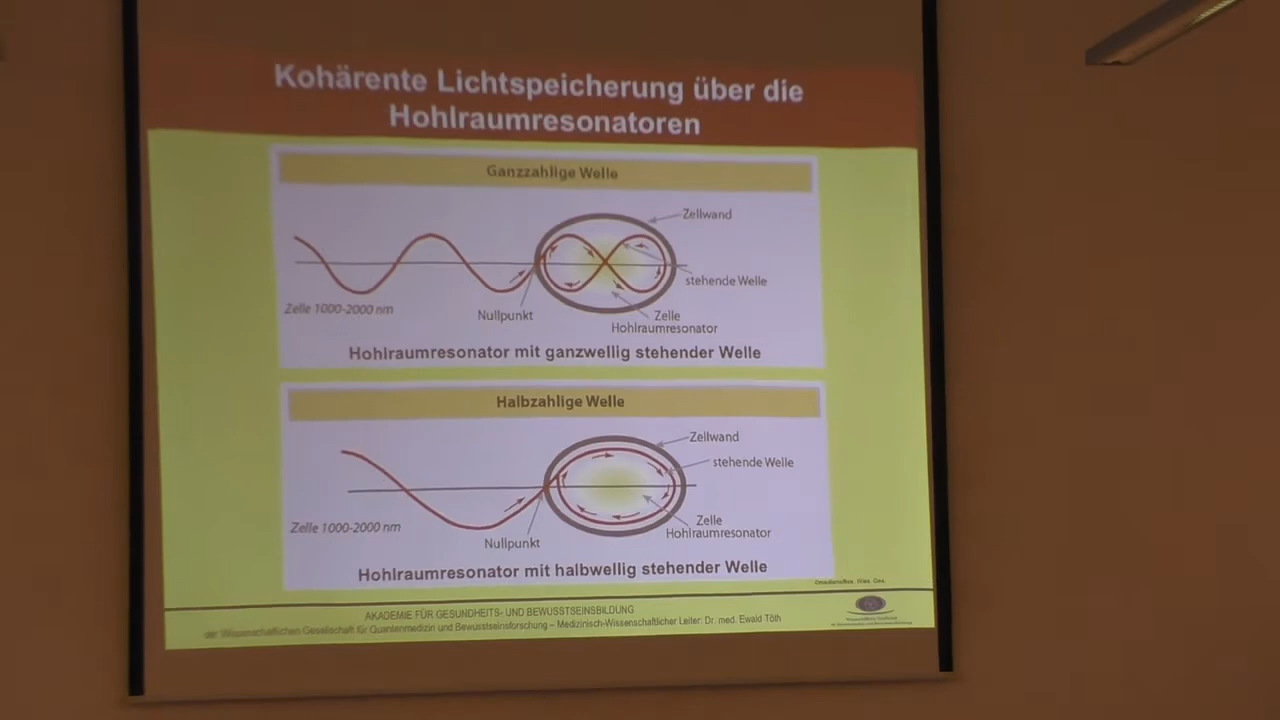 Kohärente Lichtspeicherung über die
Hohlraumresonatoren
Ganzzahlige Welle
Zellwand
stehende Welle
Zelle 1000-2000 nm
Nullpunkt
Zelle
Hohlraumresonator
Hohlraumresonator mit ganzwellig stehender Welle
Halbzahlige Welle
Zellwand
stehende Welle
Zelle 1000-2000 nm
Zelle
Hohlraumresonator
Nullpunkt
Hohlraumresonator mit halbwellig stehender Welle
AKADEMIE FÜR GESUNDHEITS- UND BEWUSSTSEINSBILDUNG
der Wissenschaftlichen Gesellschaft für Quantenmedizin und Bewusstseinsforschung – Medizinisch-Wissenschaftlicher Leiter: Dr. med. Ewald Töth